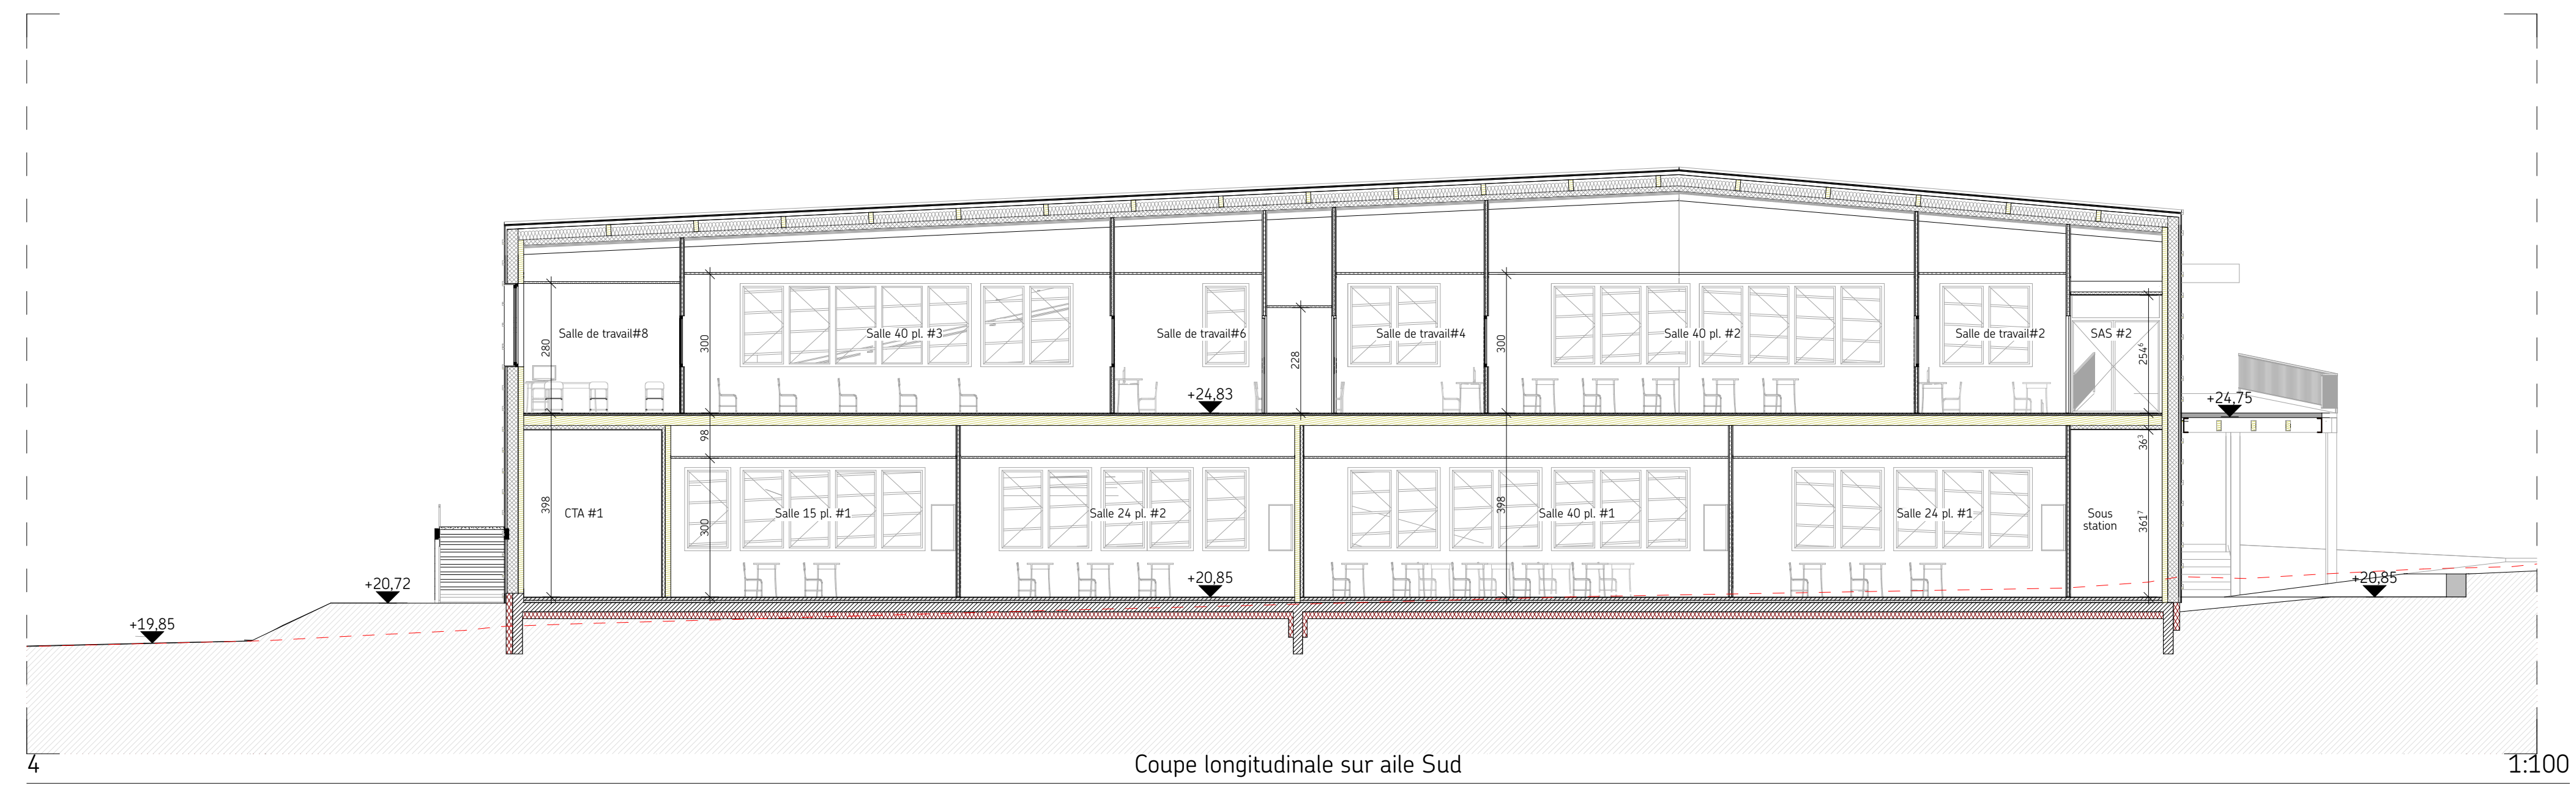 Salle de travail#8
Salle 40 pl. #3
Salle de travail#6
Salle de travail#4
Salle 40 pl. #2
Salle de travail#2
SAS #2
280
300
228
300
254⁶
+24,83
+24,75
98
36³
398
CTA #1
300
Salle 15 pl. #1
Salle 24 pl. #2
398
Salle 40 pl. #1
Salle 24 pl. #1
Sous
station
361⁷
+19,85
+20,72
+20,85
+20,85
4
Coupe longitudinale sur aile Sud
1:100